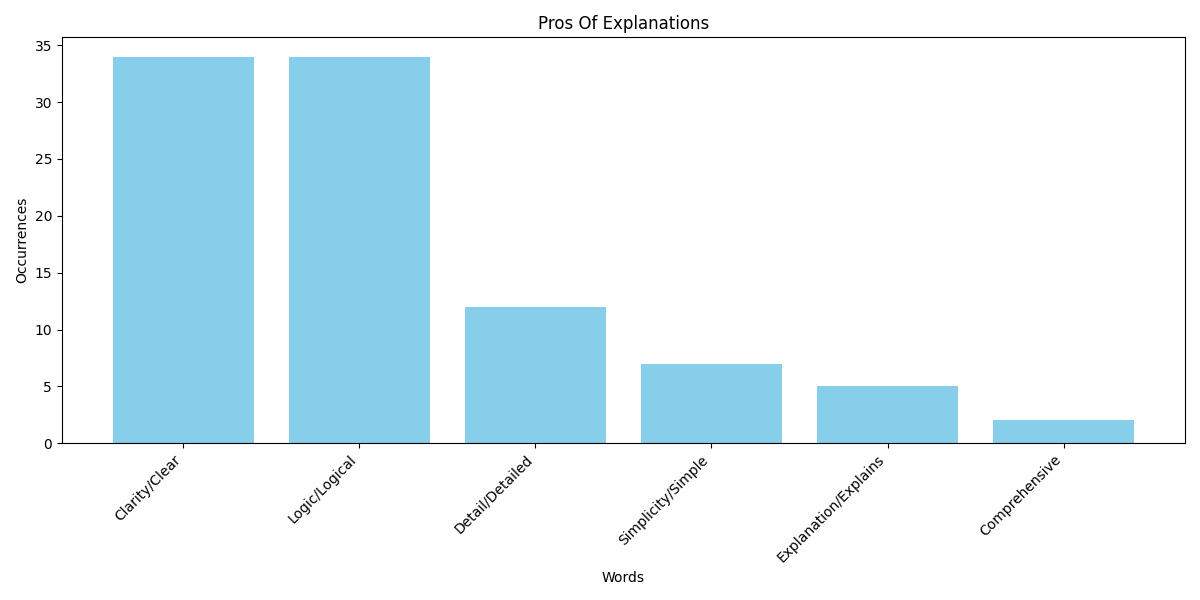 Pros Of Explanations
Occurrences
35
30
25
20
15
10
5
0
Clarity/Clear
Logic/Logical
Detail/Detailed
Simplicity/Simple
Explanation/Explains
Comprehensive
Words